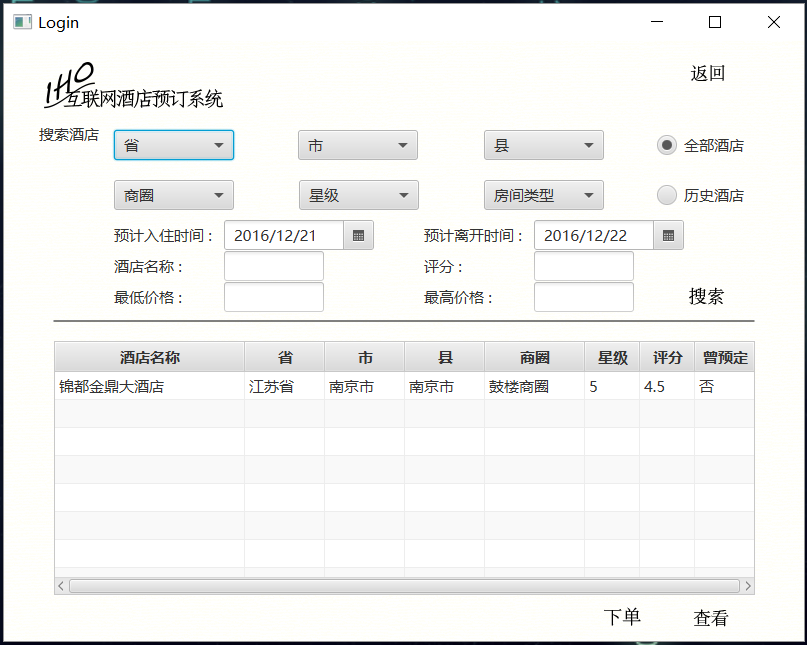 Login
返回
IHO
互联网酒店预订系统
搜索酒店 省 市 县 全部酒店
商圈 星级 房间类型 历史酒店
预计入住时间： 2016/12/21 预计离开时间： 2016/12/22
酒店名称： 评分：
最低价格： 最高价格： 搜索
酒店名称 省 市 县 商圈 星级 评分 曾预定
锦都金鼎大酒店 江苏省 南京市 南京市 鼓楼商圈 5 4.5 否
下单 查看